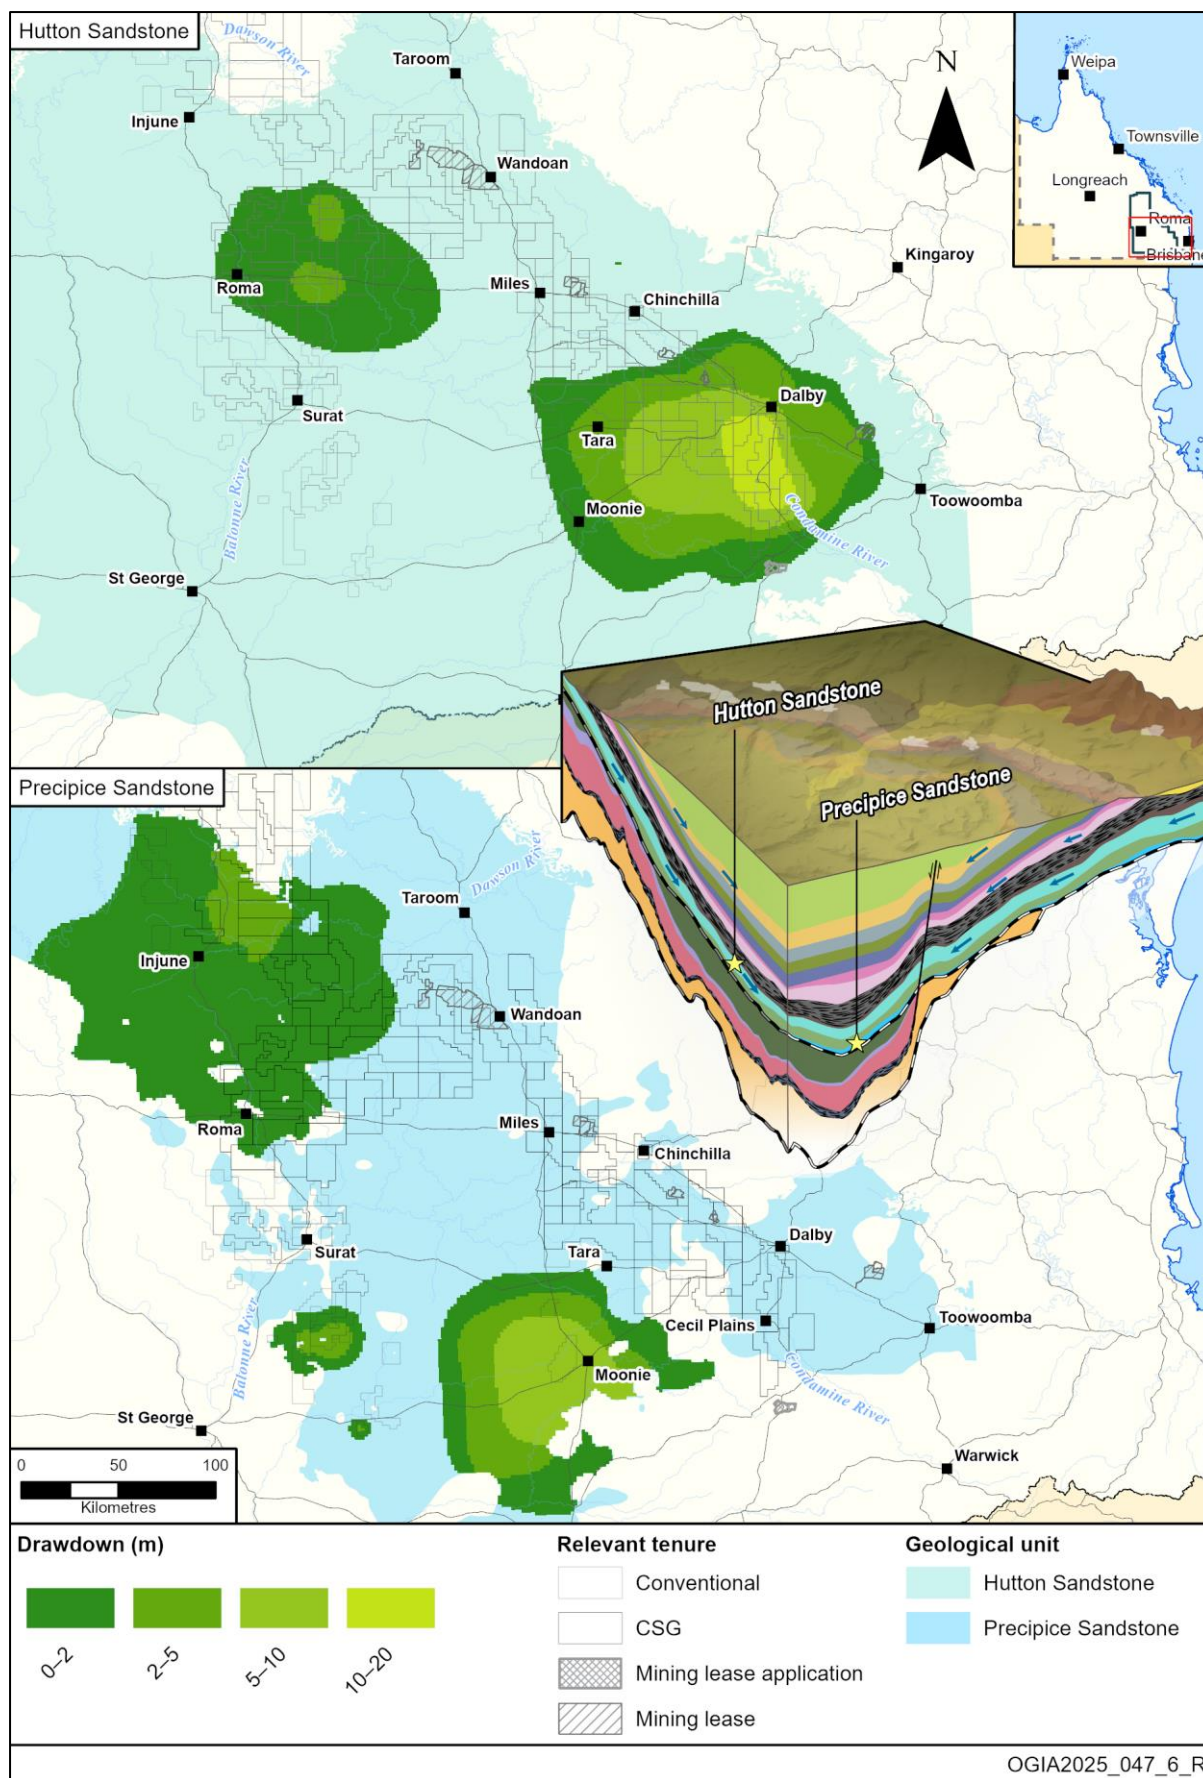 Hutton Sandstone
Dawson River
Taroom
Injune
Wandoan
N
Weipa
Townsville
Longreach
Roma
Brisbane
Kingaroy
Roma
Miles
Chinchilla
Surat
Dalby
Tara
Balonne River
Moonie
Toowoomba
Condamine River
St George
Hutton Sandstone
Precipice Sandstone
Precipice Sandstone
Taroom
Dawson River
Injune
Wandoan
Roma
Miles
Chinchilla
Surat
Tara
Dalby
Balonne River
Cecil Plains
Toowoomba
Moonie
Condamine River
St George
Warwick
0 50 100
Kilometres
Drawdown (m)
0–2
2–5
5–10
10–20
Relevant tenure
Conventional
CSG
Mining lease application
Mining lease
Geological unit
Hutton Sandstone
Precipice Sandstone
OGIA2025_047_6_R